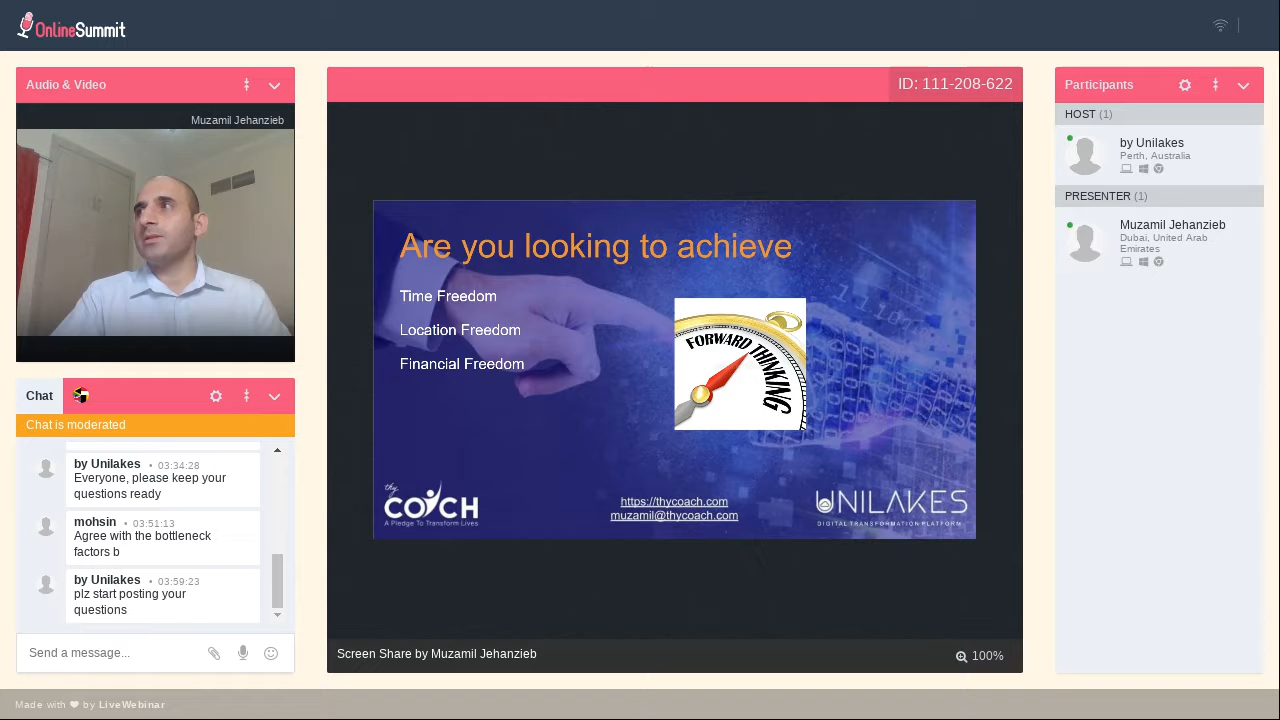 OnlineSummit
Audio & Video
Muzamil Jehanzieb
Chat
Chat is moderated
by Unilakes • 03:34:28
Everyone, please keep your
questions ready
mohsin • 03:51:13
Agree with the bottleneck
factors b
by Unilakes • 03:59:23
plz start posting your
questions
Send a message...
ID: 111-208-622
Are you looking to achieve
Time Freedom
Location Freedom
Financial Freedom
FORWARD THINKING
thy
COACH
A Pledge To Transform Lives
https://thycoach.com
muzamil@thycoach.com
UNILAKES
DIGITAL TRANSFORMATION PLATFORM
Screen Share by Muzamil Jehanzieb
100%
Participants
HOST (1)
by Unilakes
Perth, Australia
PRESENTER (1)
Muzamil Jehanzieb
Dubai, United Arab
Emirates
Made with ❤ by LiveWebinar